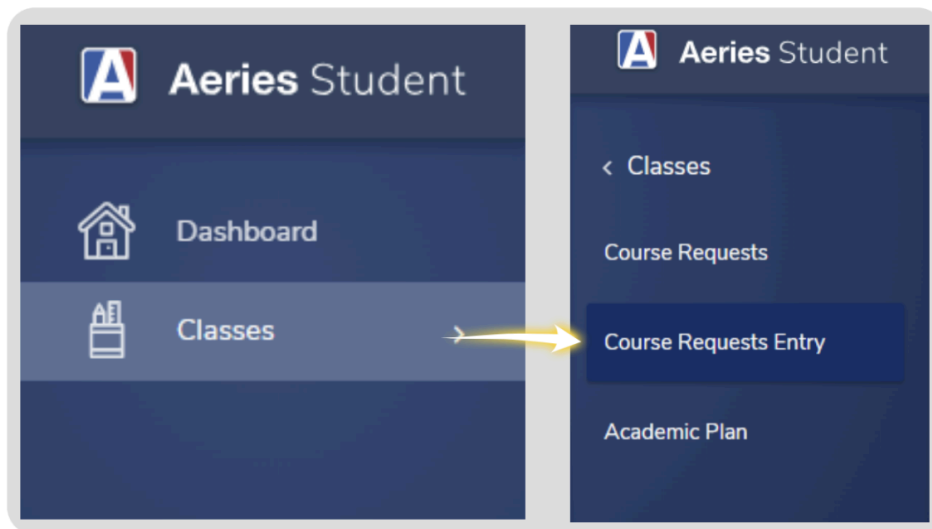 Aeries Student
Dashboard
Classes
Aeries Student
Classes
Course Requests
Course Requests Entry
Academic Plan